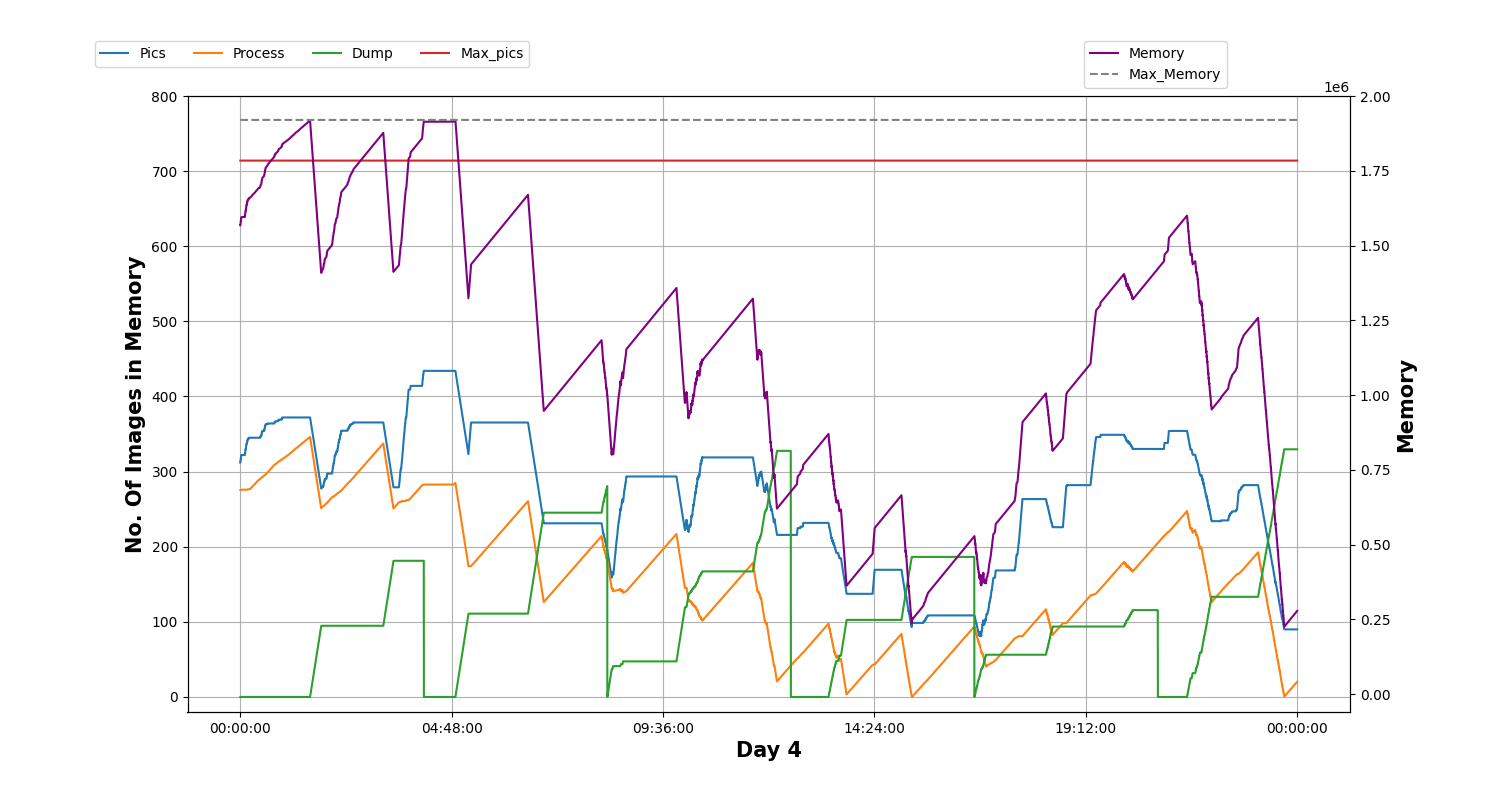 Pics Process Dump Max_pics
Memory
Max_Memory
1e6
800
700
600
500
400
300
200
100
0
No. Of Images in Memory
2.00
1.75
1.50
1.25
1.00
0.75
0.50
0.25
0.00
Memory
00:00:00 04:48:00 09:36:00 14:24:00 19:12:00 00:00:00
Day 4